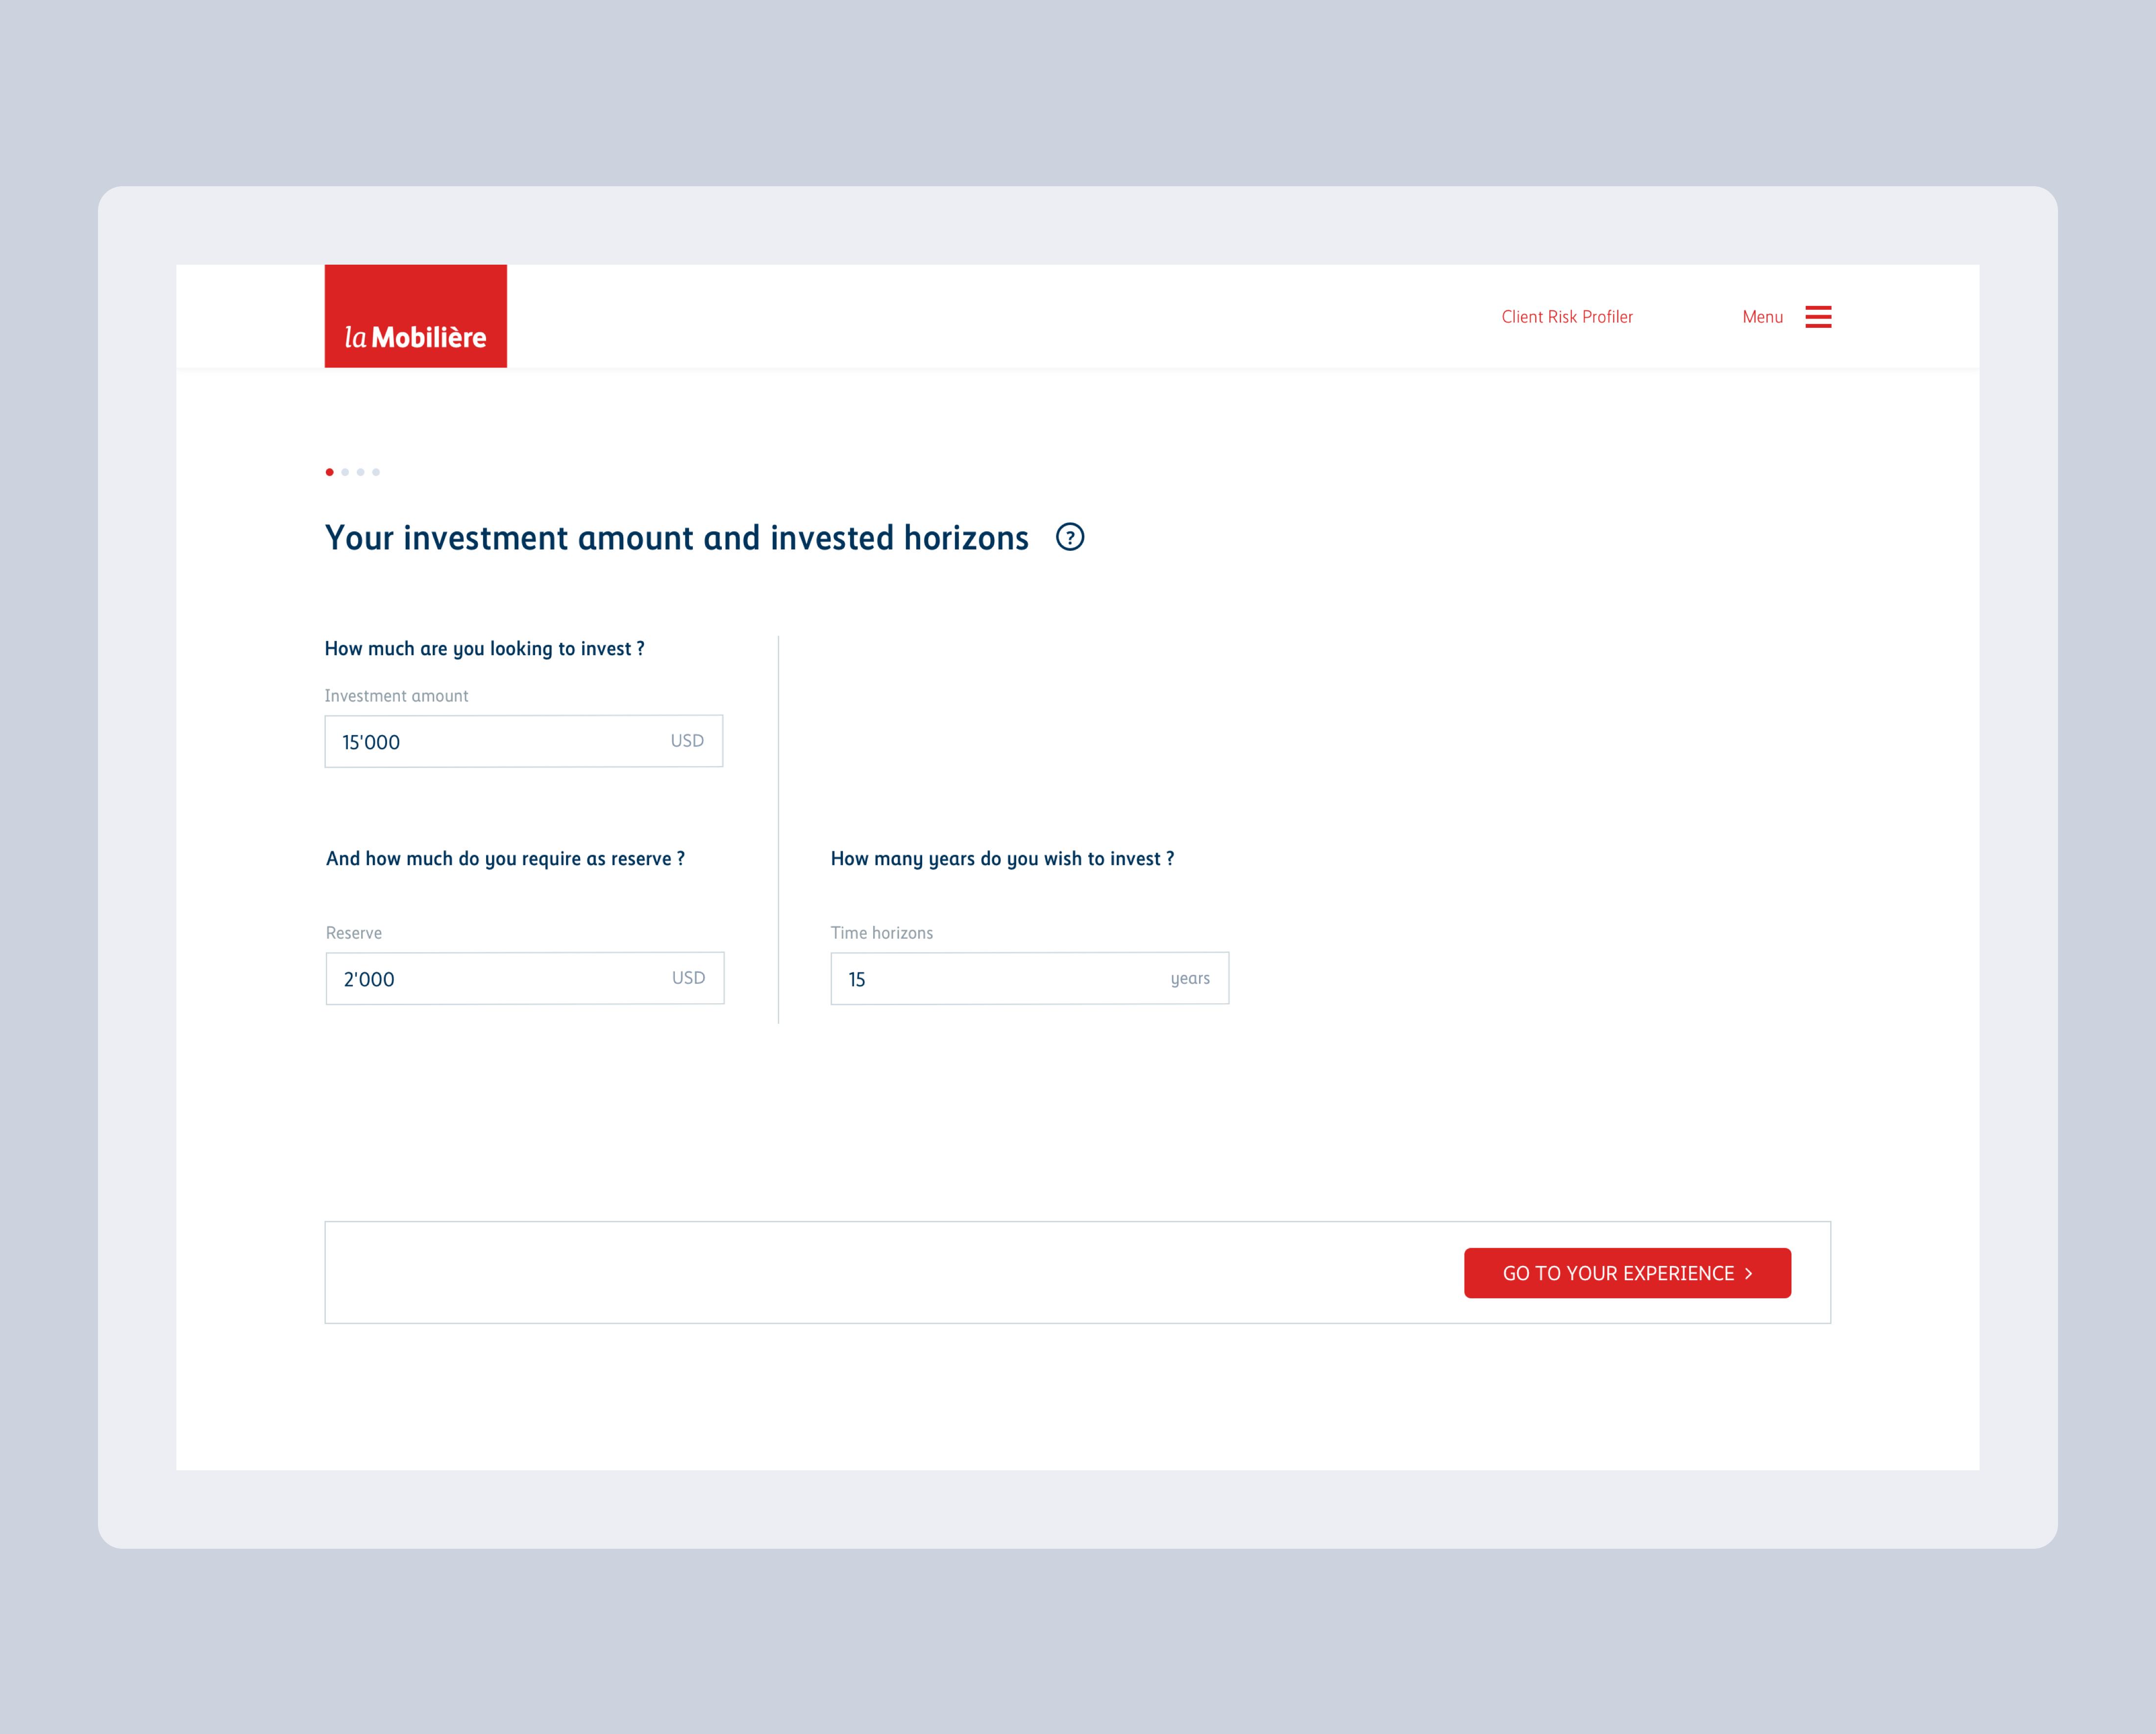 la Mobilière
Client Risk Profiler
Menu
Your investment amount and invested horizons ?
How much are you looking to invest ?
Investment amount
15'000 USD
And how much do you require as reserve ?
Reserve
2'000 USD
How many years do you wish to invest ?
Time horizons
15 years
GO TO YOUR EXPERIENCE >